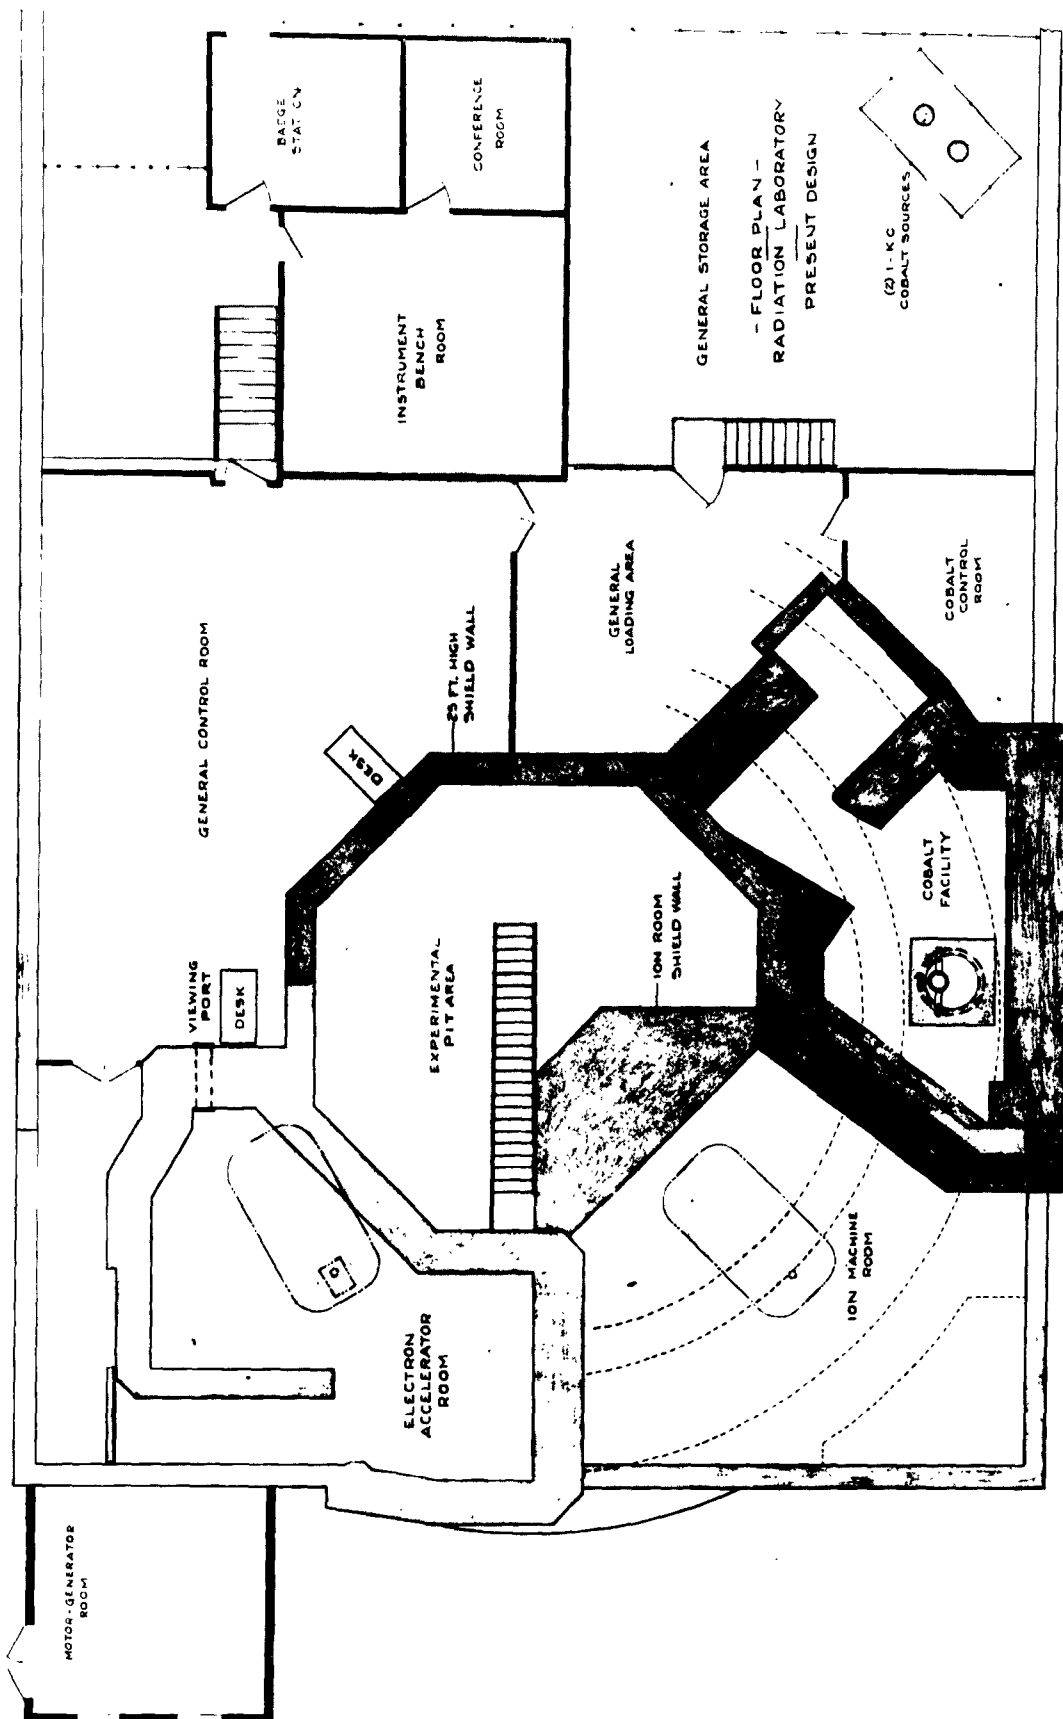 MOTOR-GENERATOR
ROOM
VIEWING
PORT
DESK
GENERAL CONTROL ROOM
BADGE
STATION
ELECTRON
ACCELERATOR
ROOM
EXPERIMENTAL
PIT AREA
DESK
25 FT. HIGH
SHIELD WALL
INSTRUMENT
BENCH
ROOM
CONFERENCE
ROOM
ION ROOM
SHIELD WALL
GENERAL
LOADING AREA
GENERAL STORAGE AREA
- FLOOR PLAN -
RADIATION LABORATORY
PRESENT DESIGN
ION MACHINE
ROOM
COBALT
FACILITY
COBALT
CONTROL
ROOM
(2) 1-KC
COBALT SOURCES